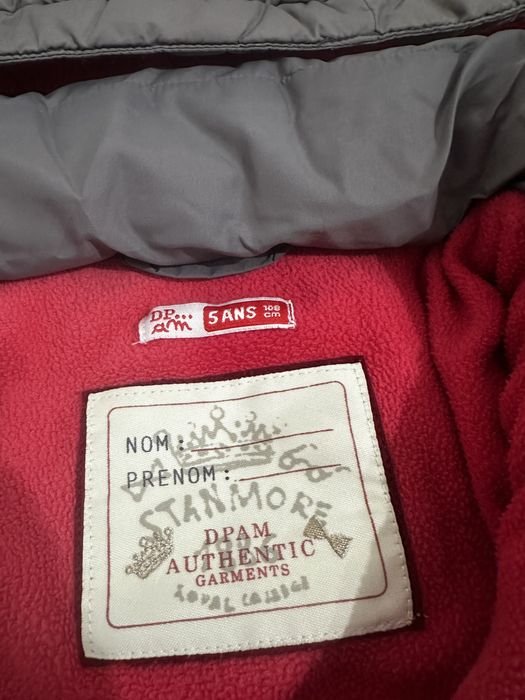 DP...
am
5 ANS 108
cm
NOM :
PRENOM :
STANMORE
DPAM
AUTHENTIC
GARMENTS